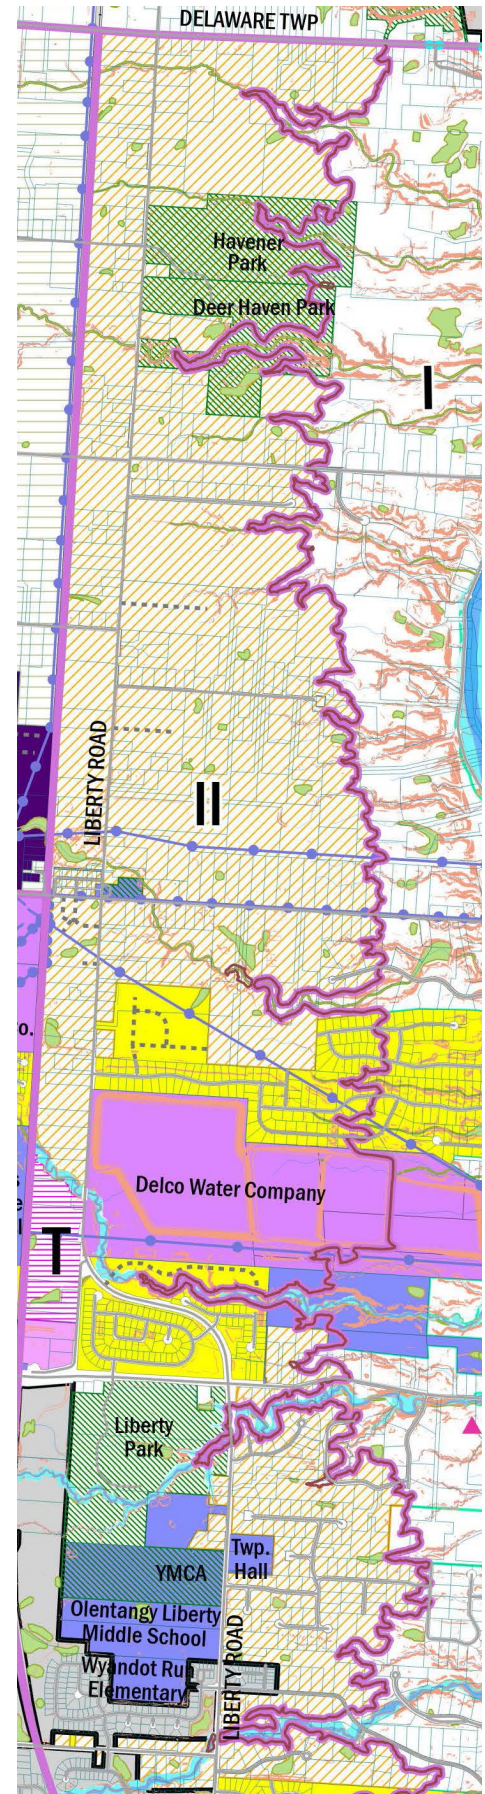 DELAWARE TWP
Havener
Park
Deer Haven Park
I
LIBERTY ROAD
II
o.
Delco Water Company
T
Liberty
Park
Twp.
Hall
YMCA
Olentangy Liberty
Middle School
Wyandot Ru
Elementary
LIBERTY ROAD